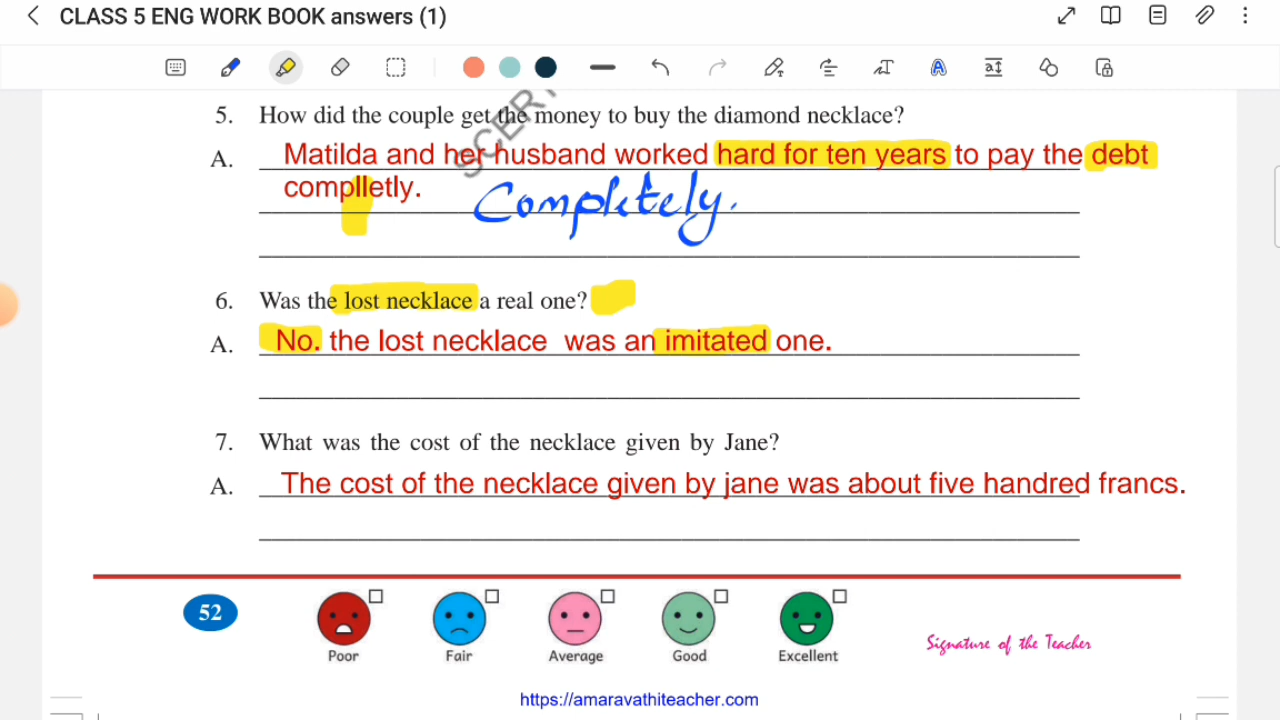 CLASS 5 ENG WORK BOOK answers (1)
5. How did the couple get the money to buy the diamond necklace?
SCERT
A. Matilda and her husband worked hard for ten years to pay the debt
complletly.
Completely.
6. Was the lost necklace a real one?
A. No. the lost necklace was an imitated one.
7. What was the cost of the necklace given by Jane?
A. The cost of the necklace given by jane was about five handred francs.
52
Poor Fair Average Good Excellent
Signature of the Teacher
https://amaravathiteacher.com